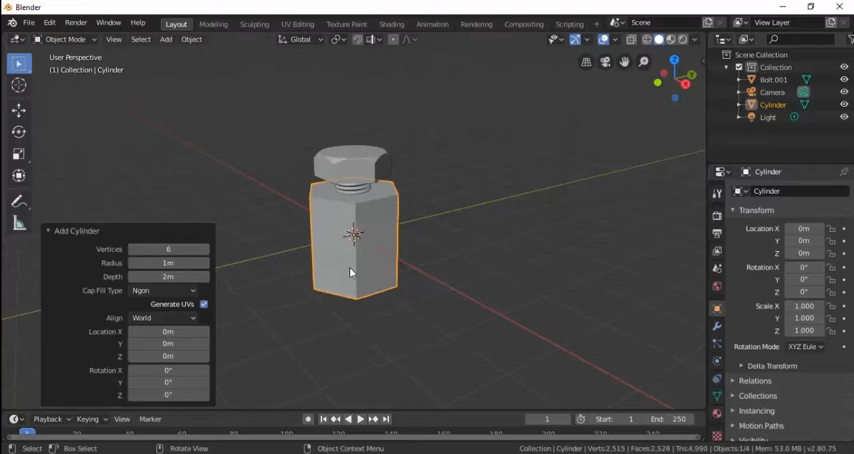 Blender
File Edit Render Window Help Layout Modeling Sculpting UV Editing Texture Paint Shading Animation Rendering Compositing Scripting Scene View Layer
Object Mode View Select Add Object Global
User Perspective
(1) Collection | Cylinder
Z
Y
X
Scene Collection
Collection
Bolt.001
Camera
Cylinder
Light
Cylinder
Cylinder
Transform
Location X 0m
Y 0m
Z 0m
Rotation X 0°
Y 0°
Z 0°
Scale X 1.000
Y 1.000
Z 1.000
Rotation Mode XYZ Eule
Delta Transform
Relations
Collections
Instancing
Motion Paths
Visibility
Add Cylinder
Vertices 6
Radius 1m
Depth 2m
Cap Fill Type Ngon
Generate UVs
Align World
Location X 0m
Y 0m
Z 0m
Rotation X 0°
Y 0°
Z 0°
Playback Keying View Marker 1 Start: 1 End: 250
Select Box Select Rotate View Object Context Menu Collection | Cylinder | Verts:2,515 | Faces:2,528 | Tris:4,990 | Objects:1/4 | Mem: 53.0 MB | v2.80.75